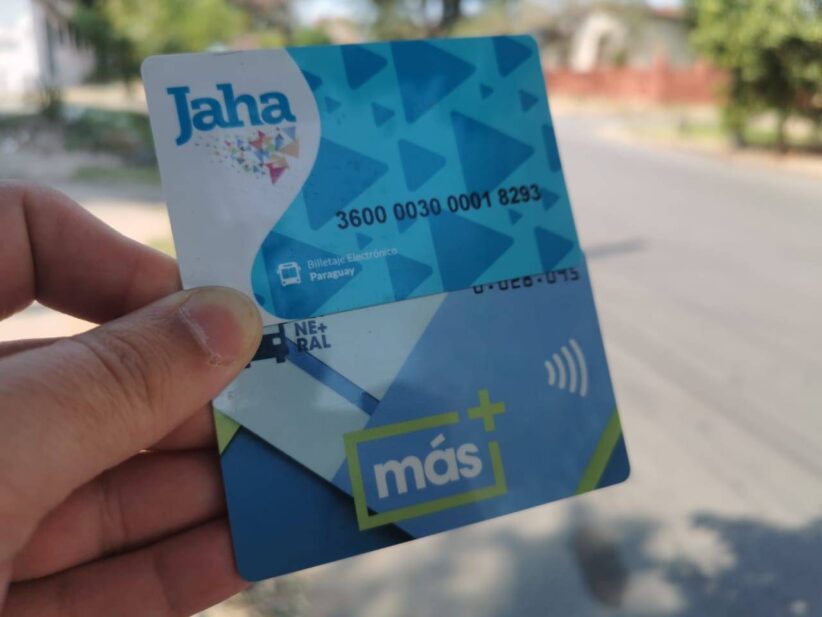 Jaha
3600 0030 0001 8293
Billetaje Electrónico
Paraguay
NE+
RAL
más+